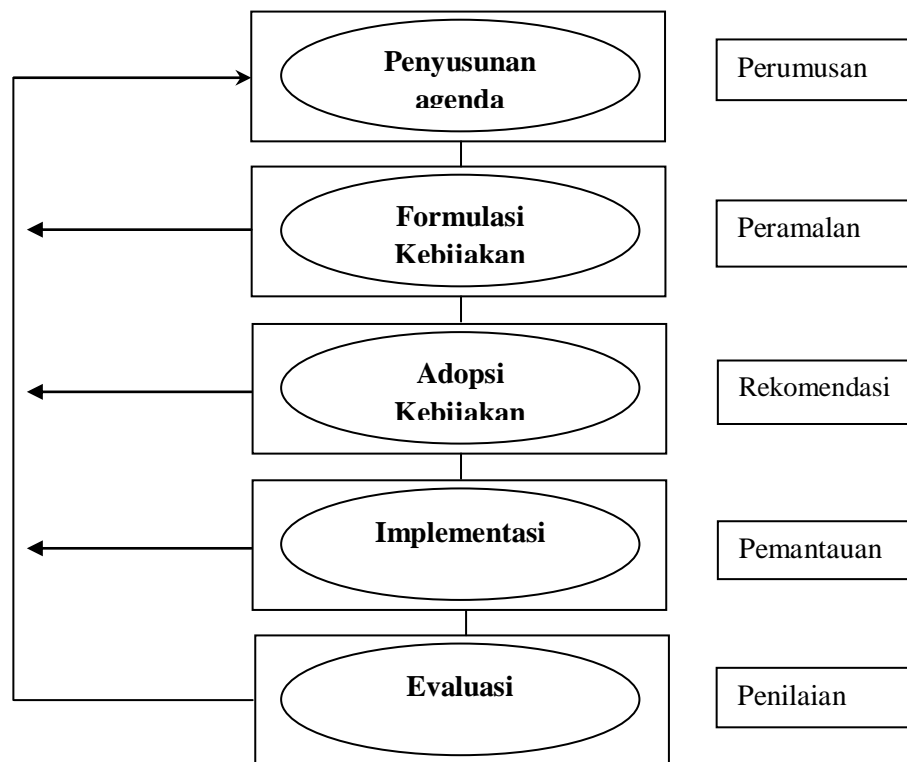 Penyusunan
agenda
Perumusan
Formulasi
Kebijakan
Peramalan
Adopsi
Kebijakan
Rekomendasi
Implementasi
Pemantauan
Evaluasi
Penilaian